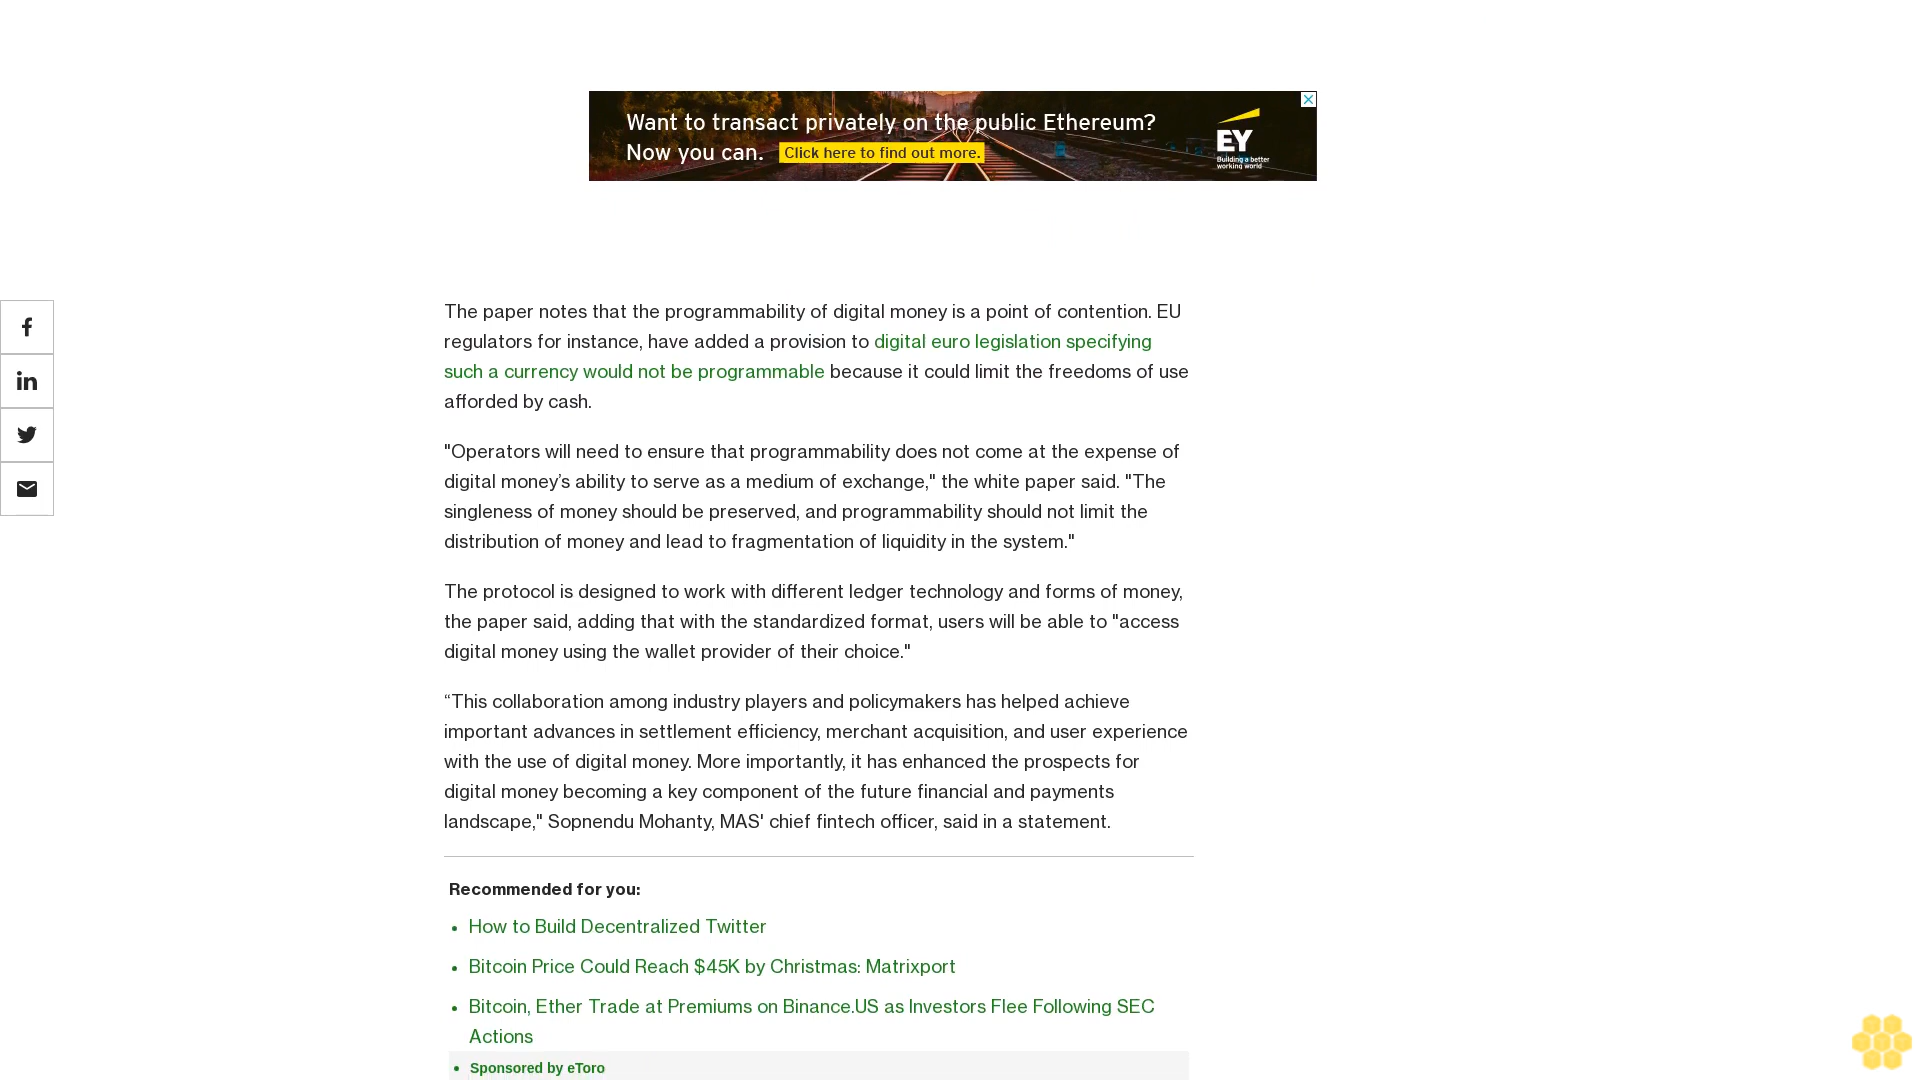 Want to transact privately on the public Ethereum?
Now you can. Click here to find out more.
EY
Building a better
working world
The paper notes that the programmability of digital money is a point of contention. EU
regulators for instance, have added a provision to digital euro legislation specifying
such a currency would not be programmable because it could limit the freedoms of use
afforded by cash.
"Operators will need to ensure that programmability does not come at the expense of
digital money’s ability to serve as a medium of exchange," the white paper said. "The
singleness of money should be preserved, and programmability should not limit the
distribution of money and lead to fragmentation of liquidity in the system."
The protocol is designed to work with different ledger technology and forms of money,
the paper said, adding that with the standardized format, users will be able to "access
digital money using the wallet provider of their choice."
“This collaboration among industry players and policymakers has helped achieve
important advances in settlement efficiency, merchant acquisition, and user experience
with the use of digital money. More importantly, it has enhanced the prospects for
digital money becoming a key component of the future financial and payments
landscape," Sopnendu Mohanty, MAS' chief fintech officer, said in a statement.
Recommended for you:
• How to Build Decentralized Twitter
• Bitcoin Price Could Reach $45K by Christmas: Matrixport
• Bitcoin, Ether Trade at Premiums on Binance.US as Investors Flee Following SEC
Actions
• Sponsored by eToro